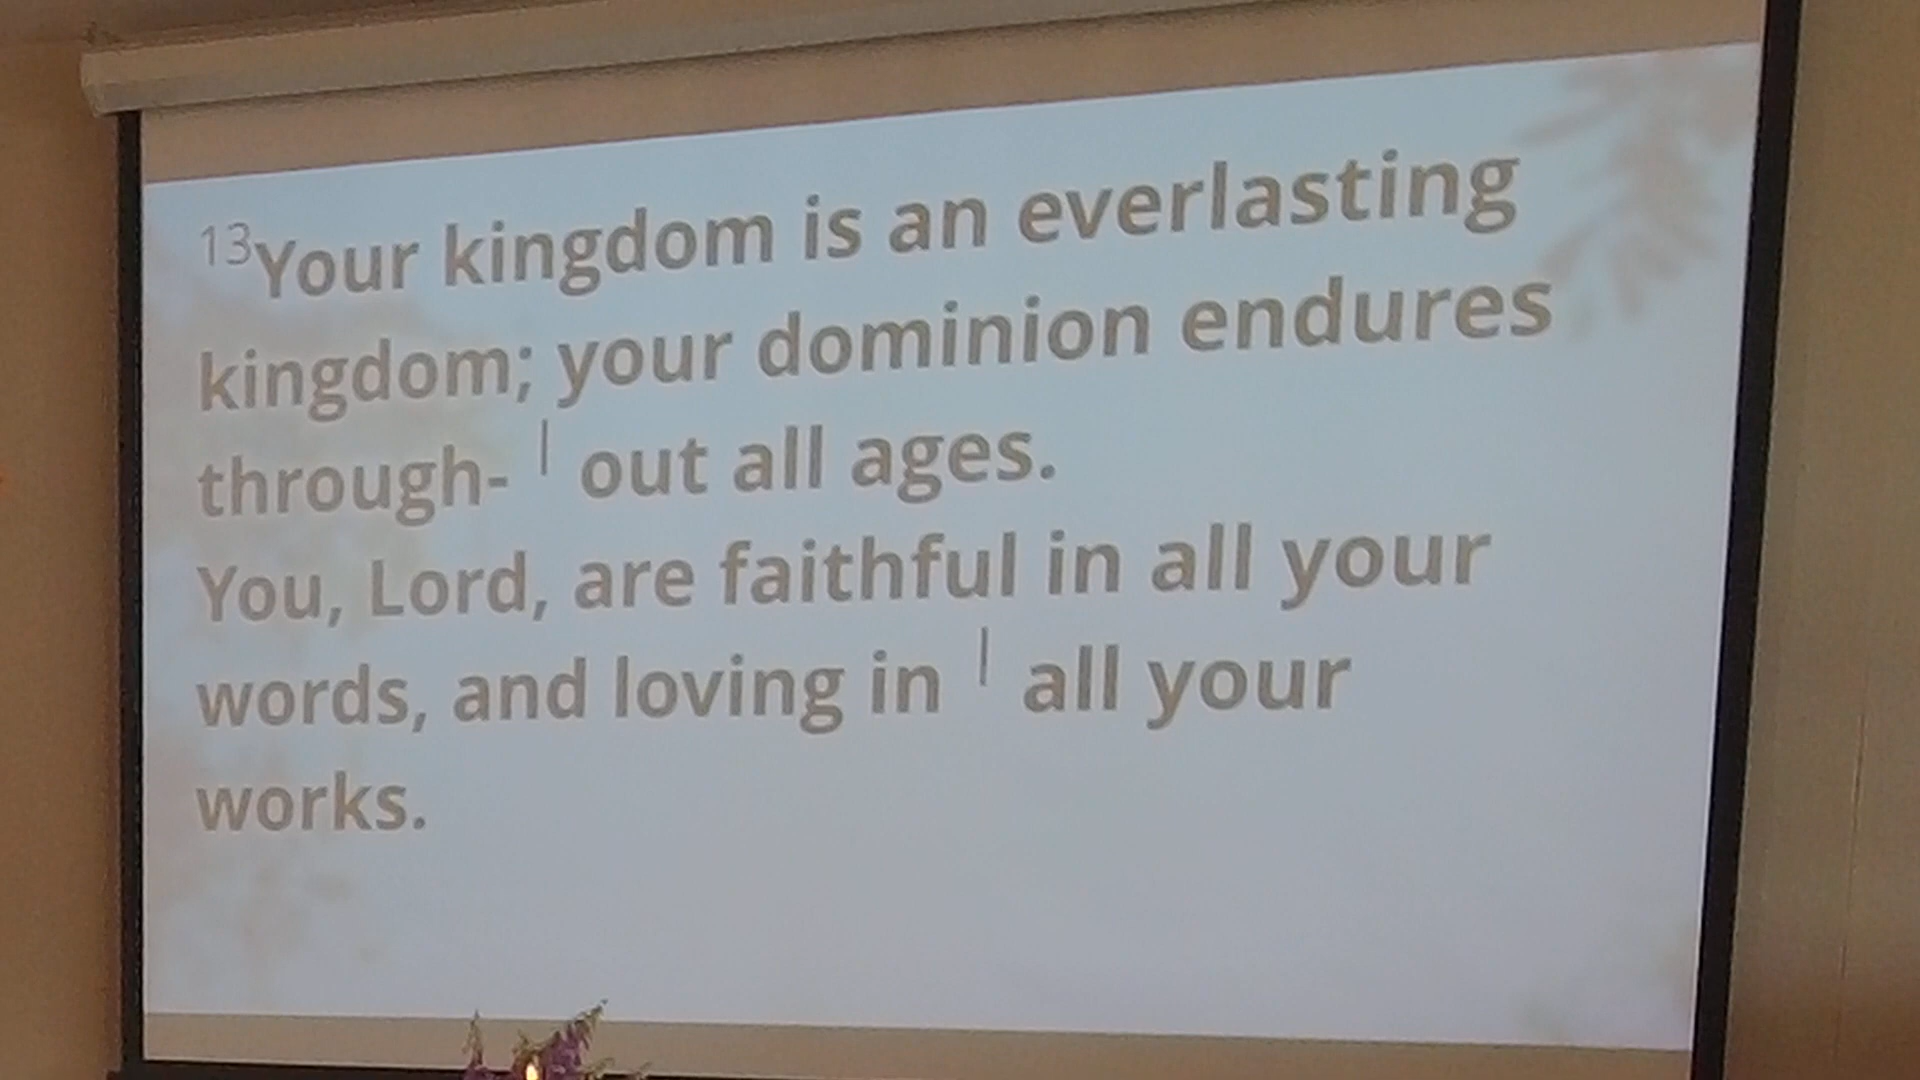 13Your kingdom is an everlasting
kingdom; your dominion endures
through- | out all ages.
You, Lord, are faithful in all your
words, and loving in | all your
works.